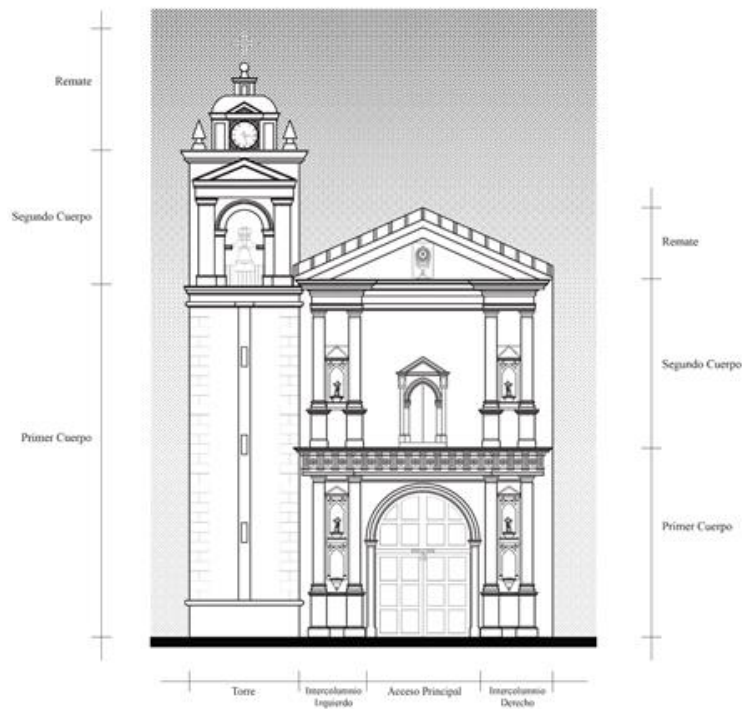 Remate
Segundo Cuerpo
Primer Cuerpo
Remate
Segundo Cuerpo
Primer Cuerpo
Torre
Intercolumnio
Izquierdo
Acceso Principal
Intercolumnio
Derecho